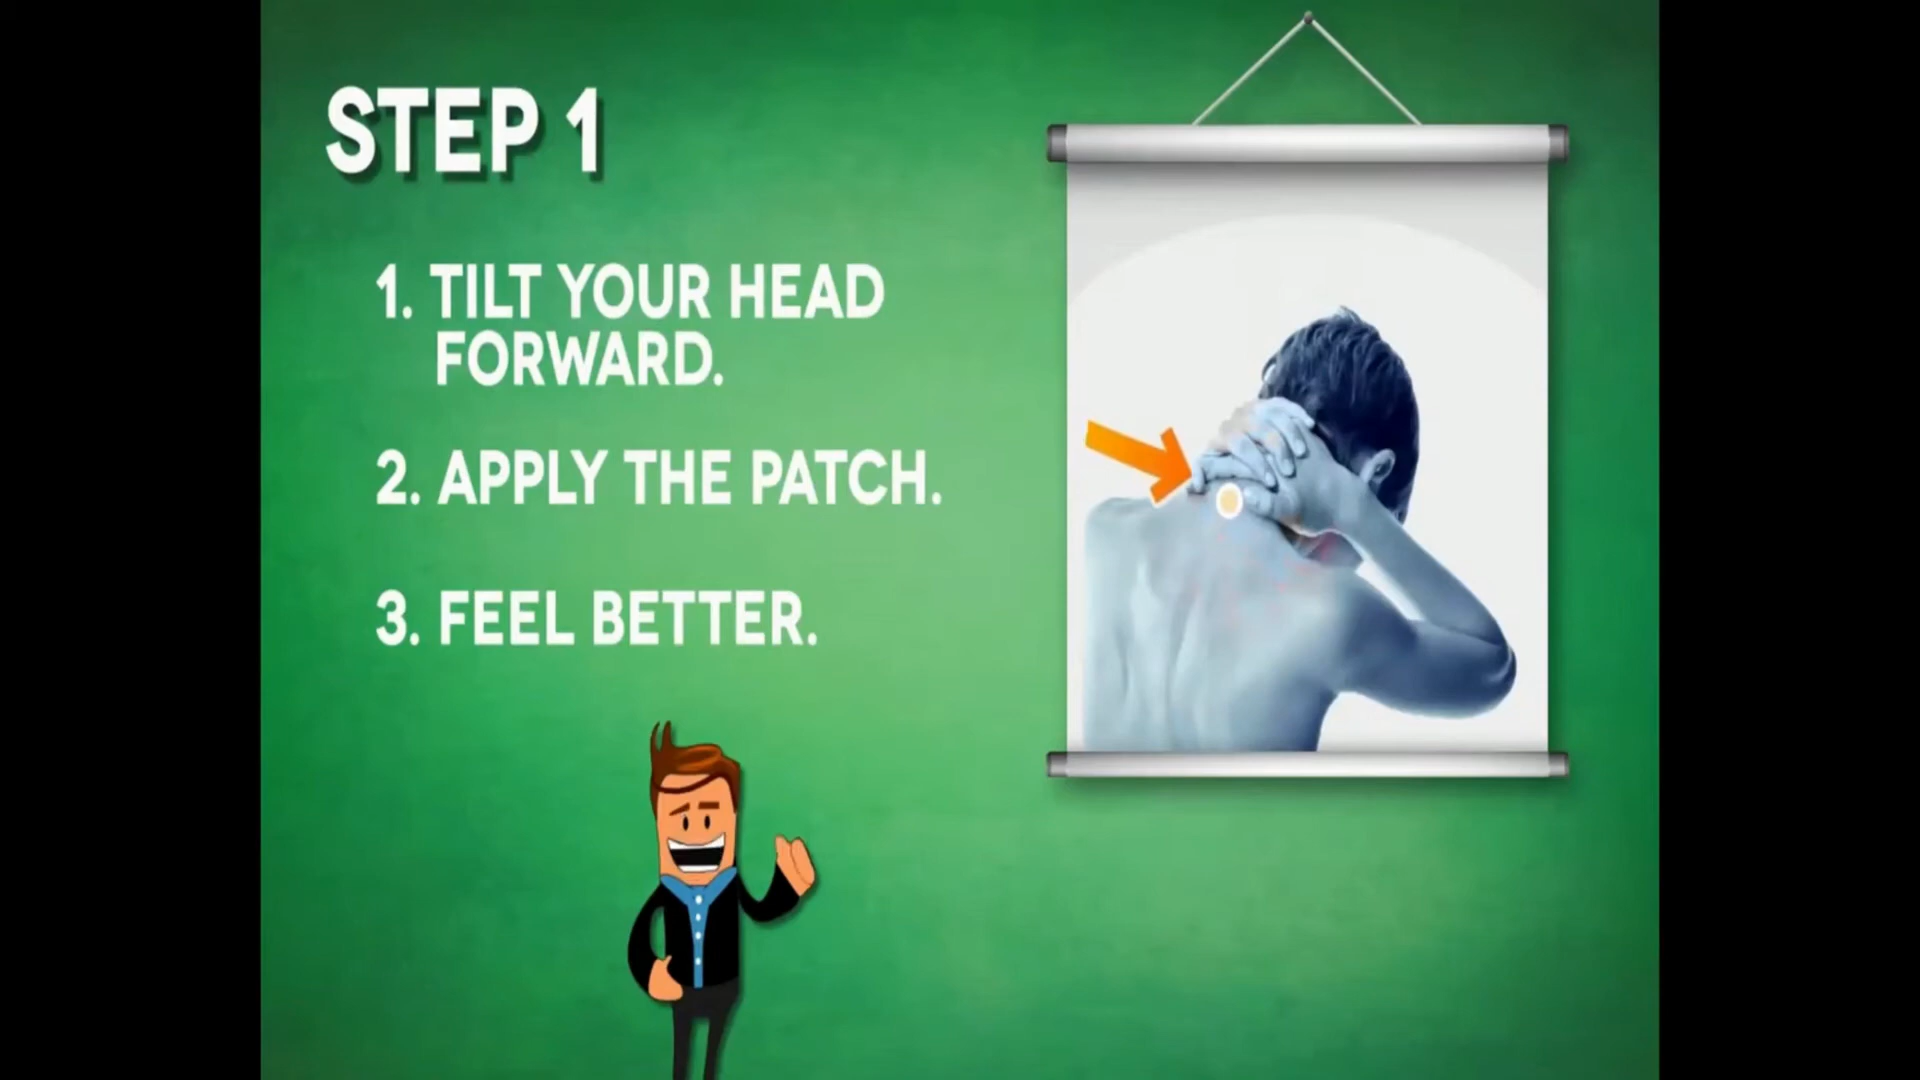 STEP 1
1. TILT YOUR HEAD
FORWARD.
2. APPLY THE PATCH.
3. FEEL BETTER.